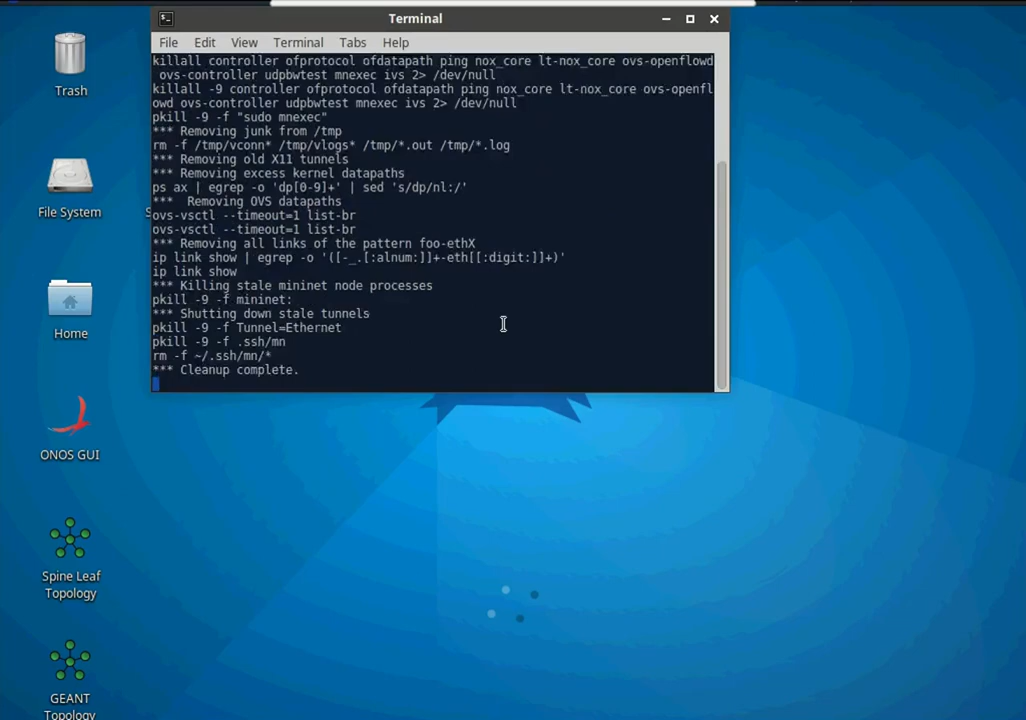 Terminal
File Edit View Terminal Tabs Help
killall controller ofprotocol ofdatapath ping nox_core lt-nox_core ovs-openflowd
ovs-controller udpbwtest mnexec ivs 2> /dev/null
killall -9 controller ofprotocol ofdatapath ping nox_core lt-nox_core ovs-openfl
owd ovs-controller udpbwtest mnexec ivs 2> /dev/null
pkill -9 -f "sudo mnexec"
*** Removing junk from /tmp
rm -f /tmp/vconn* /tmp/vlogs* /tmp/*.out /tmp/*.log
*** Removing old X11 tunnels
*** Removing excess kernel datapaths
ps ax | egrep -o 'dp[0-9]+' | sed 's/dp/nl:/'
***  Removing OVS datapaths
ovs-vsctl --timeout=1 list-br
ovs-vsctl --timeout=1 list-br
*** Removing all links of the pattern foo-ethX
ip link show | egrep -o '([-_.[:alnum:]]+-eth[[:digit:]]+)'
ip link show
*** Killing stale mininet node processes
pkill -9 -f mininet:
*** Shutting down stale tunnels
pkill -9 -f Tunnel=Ethernet
pkill -9 -f .ssh/mn
rm -f ~/.ssh/mn/*
*** Cleanup complete.
Trash
File System
Home
ONOS GUI
Spine Leaf
Topology
GEANT
Topology